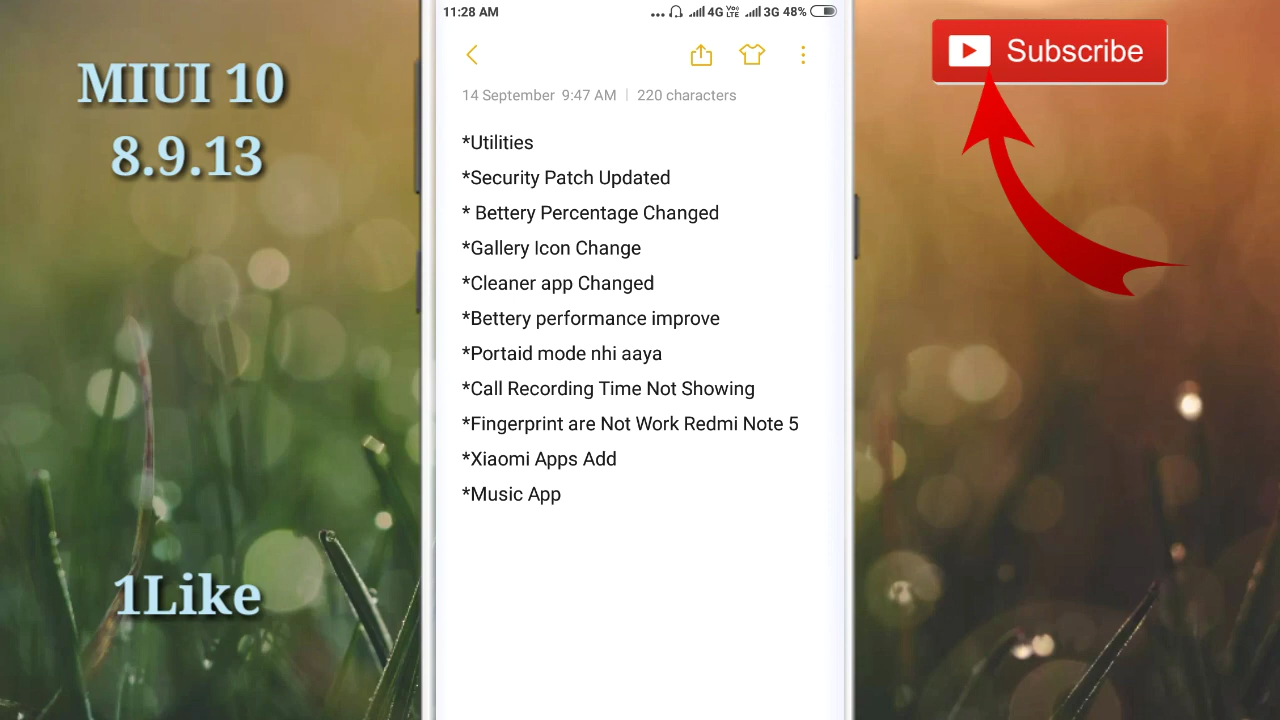 MIUI 10
8.9.13
1Like
11:28 AM ... 4G VoLTE 3G 48%
14 September 9:47 AM | 220 characters
*Utilities
*Security Patch Updated
* Bettery Percentage Changed
*Gallery Icon Change
*Cleaner app Changed
*Bettery performance improve
*Portaid mode nhi aaya
*Call Recording Time Not Showing
*Fingerprint are Not Work Redmi Note 5
*Xiaomi Apps Add
*Music App
Subscribe